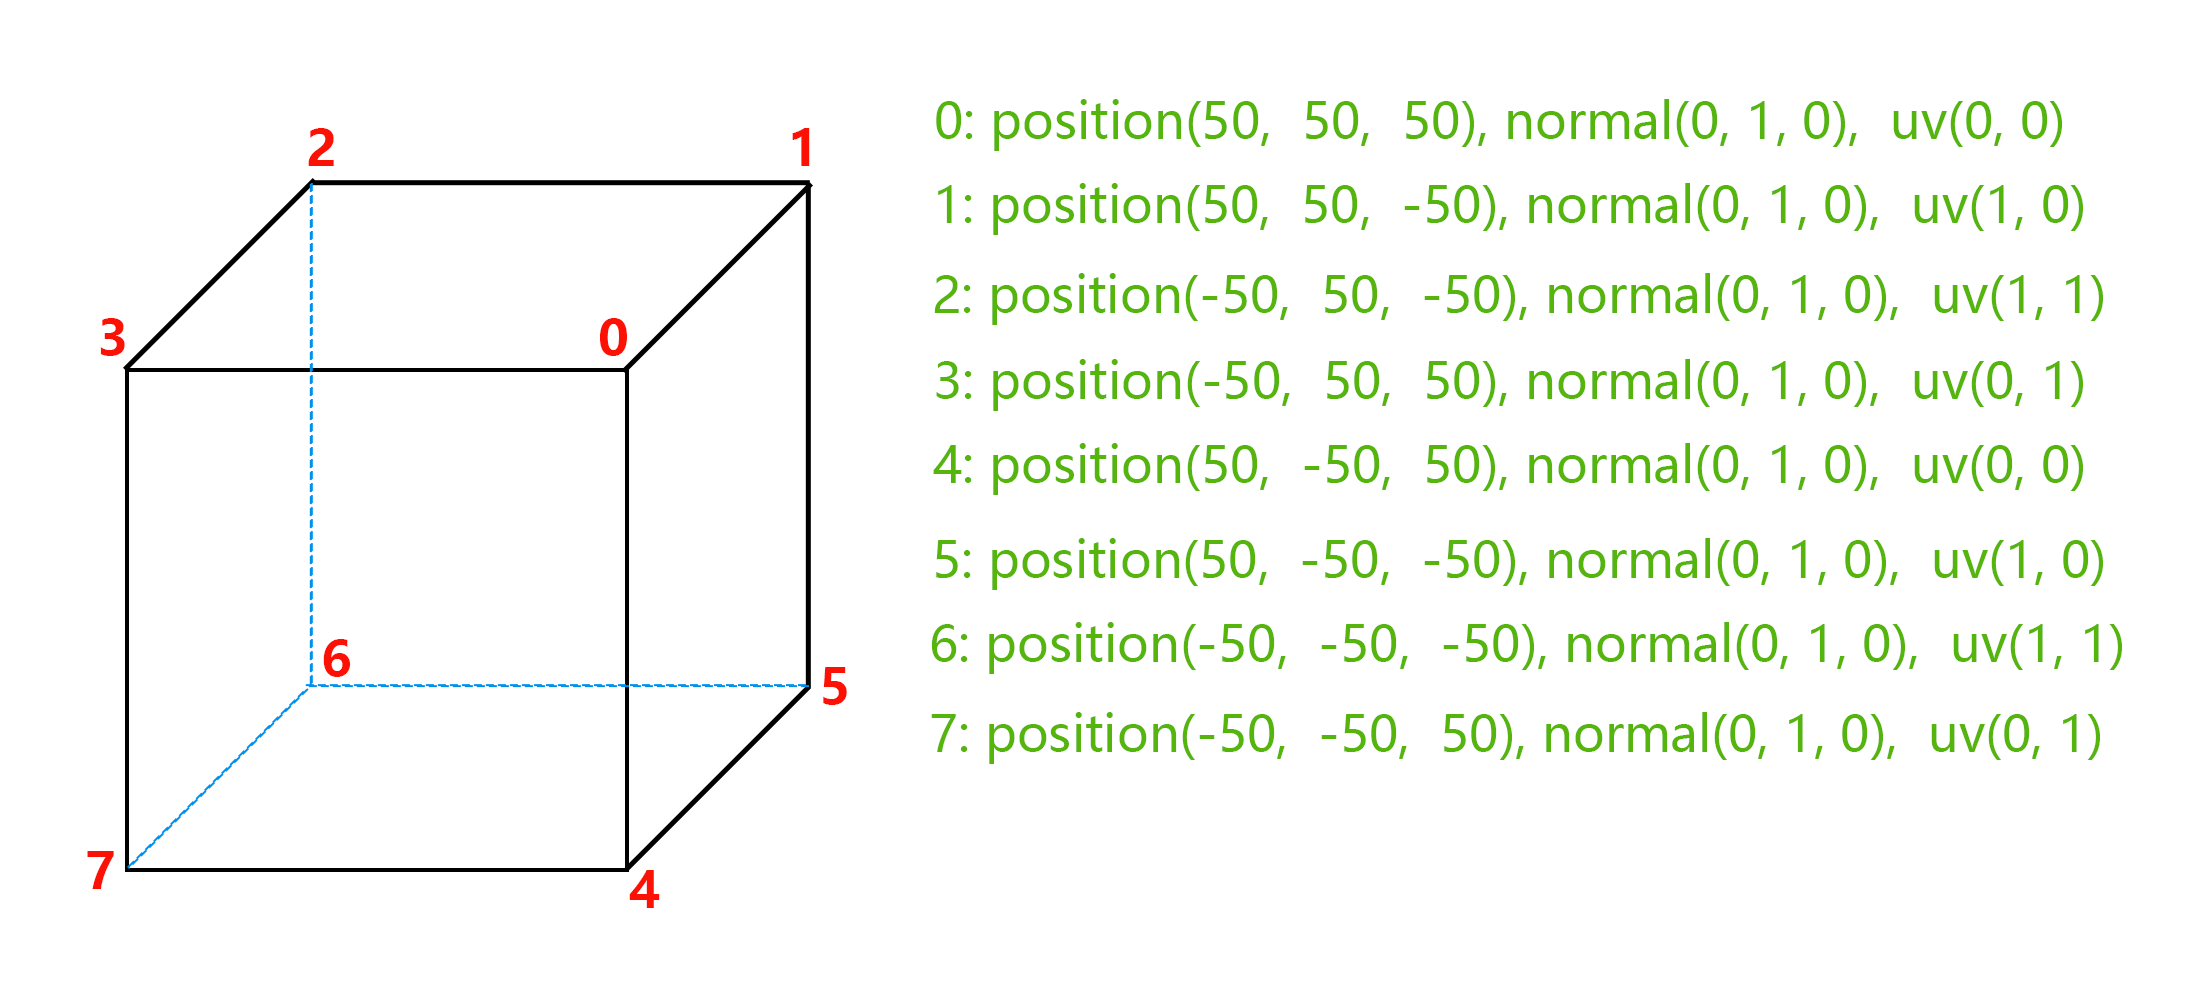 2
1
3
0
6
5
7
4
0: position(50, 50, 50), normal(0, 1, 0), uv(0, 0)
1: position(50, 50, -50), normal(0, 1, 0), uv(1, 0)
2: position(-50, 50, -50), normal(0, 1, 0), uv(1, 1)
3: position(-50, 50, 50), normal(0, 1, 0), uv(0, 1)
4: position(50, -50, 50), normal(0, 1, 0), uv(0, 0)
5: position(50, -50, -50), normal(0, 1, 0), uv(1, 0)
6: position(-50, -50, -50), normal(0, 1, 0), uv(1, 1)
7: position(-50, -50, 50), normal(0, 1, 0), uv(0, 1)